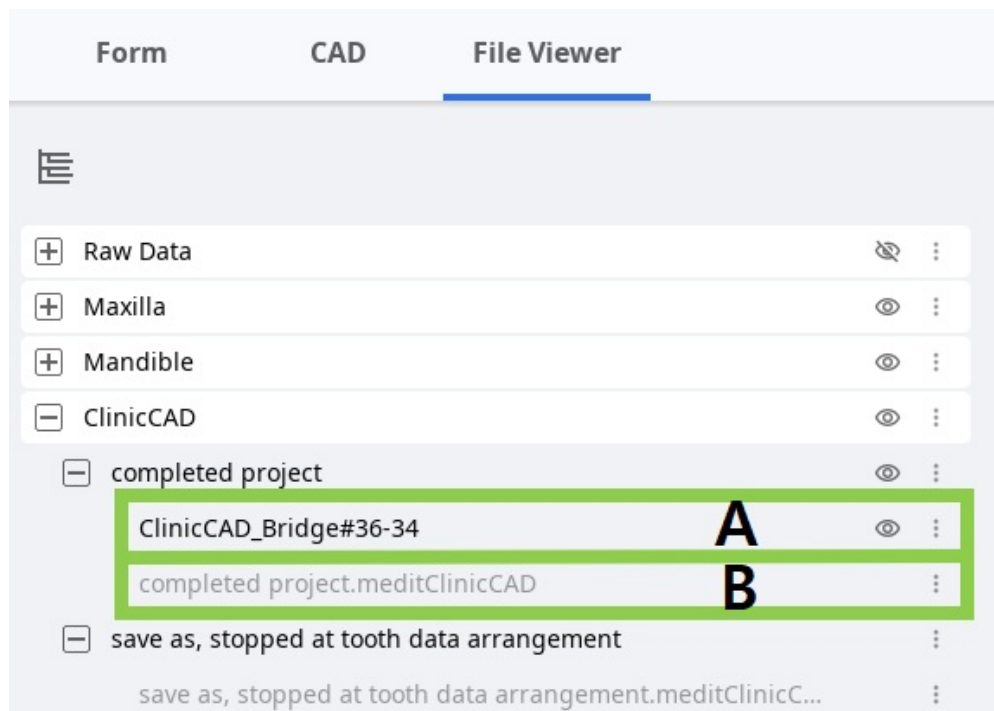 Form CAD File Viewer
Raw Data
Maxilla
Mandible
ClinicCAD
completed project
ClinicCAD_Bridge#36-34 A
completed project.meditClinicCAD B
save as, stopped at tooth data arrangement
save as, stopped at tooth data arrangement.meditClinicC...